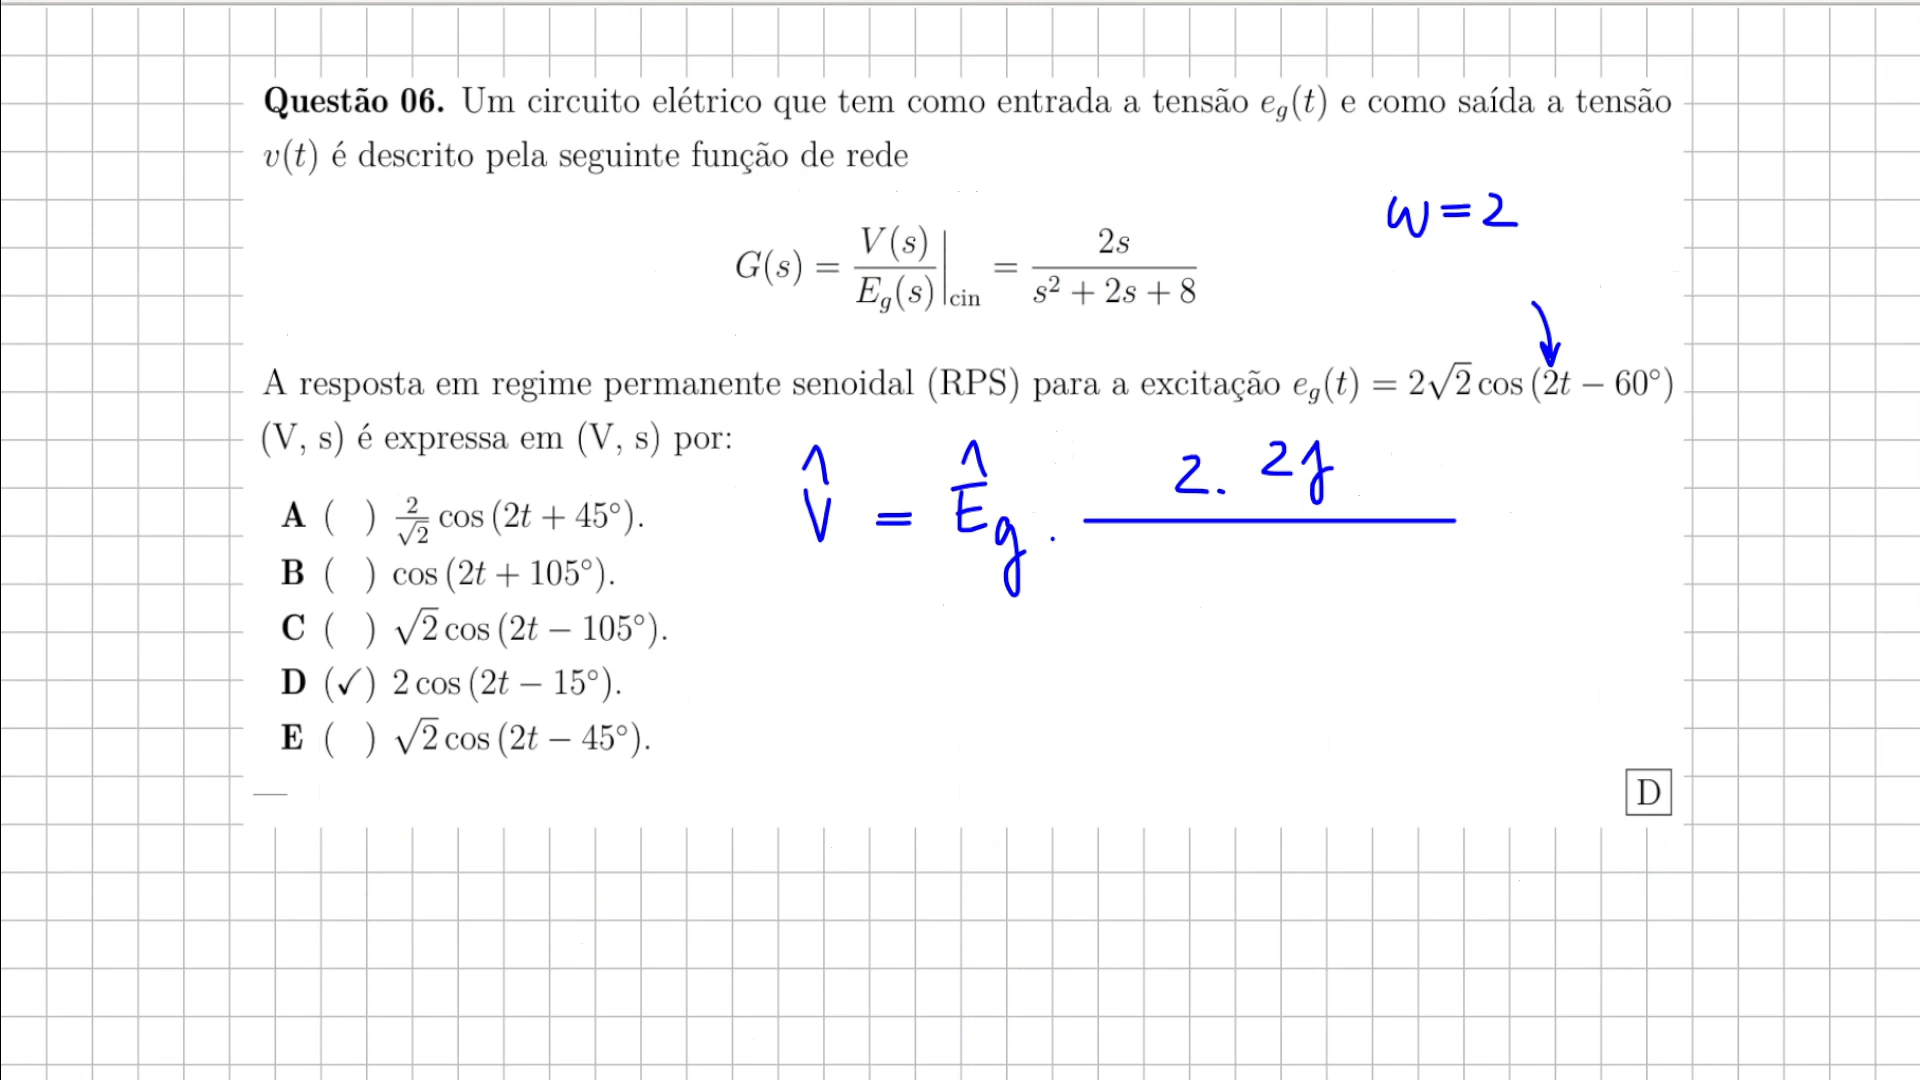 Questão 06. Um circuito elétrico que tem como entrada a tensão e_g(t) e como saída a tensão
v(t) é descrito pela seguinte função de rede
G(s) = V(s)/E_g(s)|cin = 2s/(s² + 2s + 8)
ω = 2
A resposta em regime permanente senoidal (RPS) para a excitação e_g(t) = 2√2 cos (2t − 60°)
(V, s) é expressa em (V, s) por:
V̂ = Ê_g . 2. 2j
A ( ) 2/√2 cos (2t + 45°).
B ( ) cos (2t + 105°).
C ( ) √2 cos (2t − 105°).
D (✓) 2 cos (2t − 15°).
E ( ) √2 cos (2t − 45°).
D